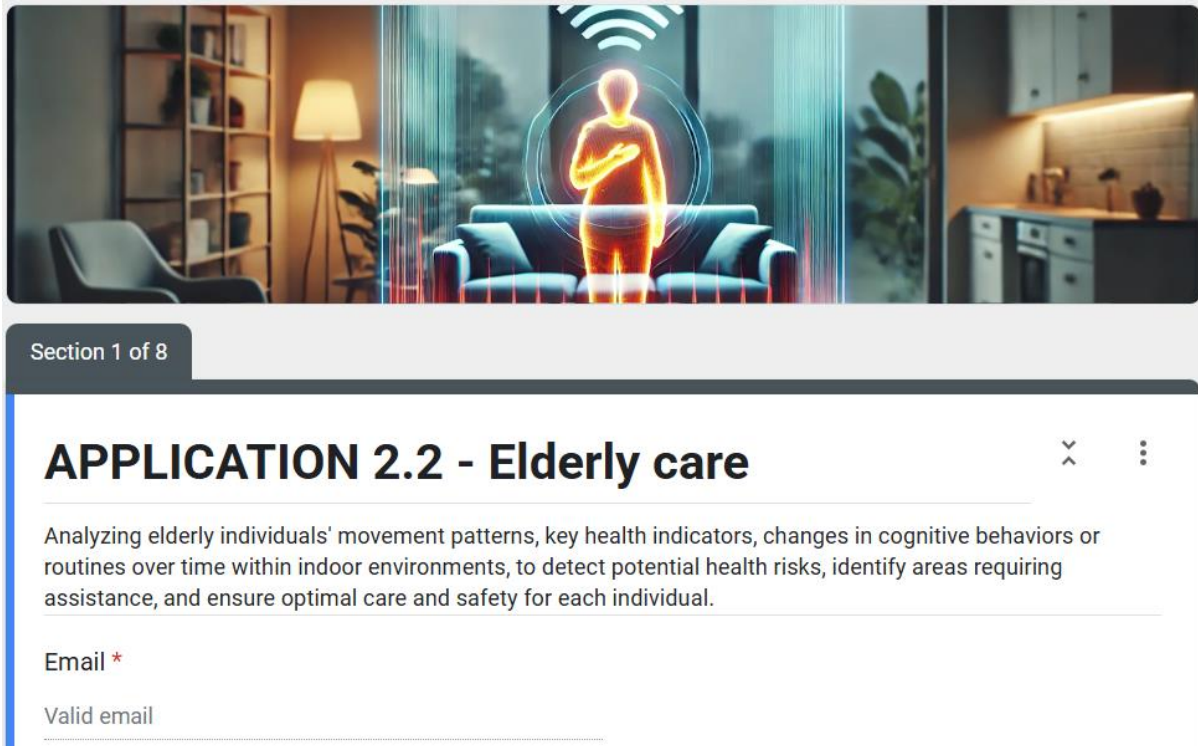 Section 1 of 8
APPLICATION 2.2 - Elderly care
Analyzing elderly individuals' movement patterns, key health indicators, changes in cognitive behaviors or
routines over time within indoor environments, to detect potential health risks, identify areas requiring
assistance, and ensure optimal care and safety for each individual.
Email *
Valid email